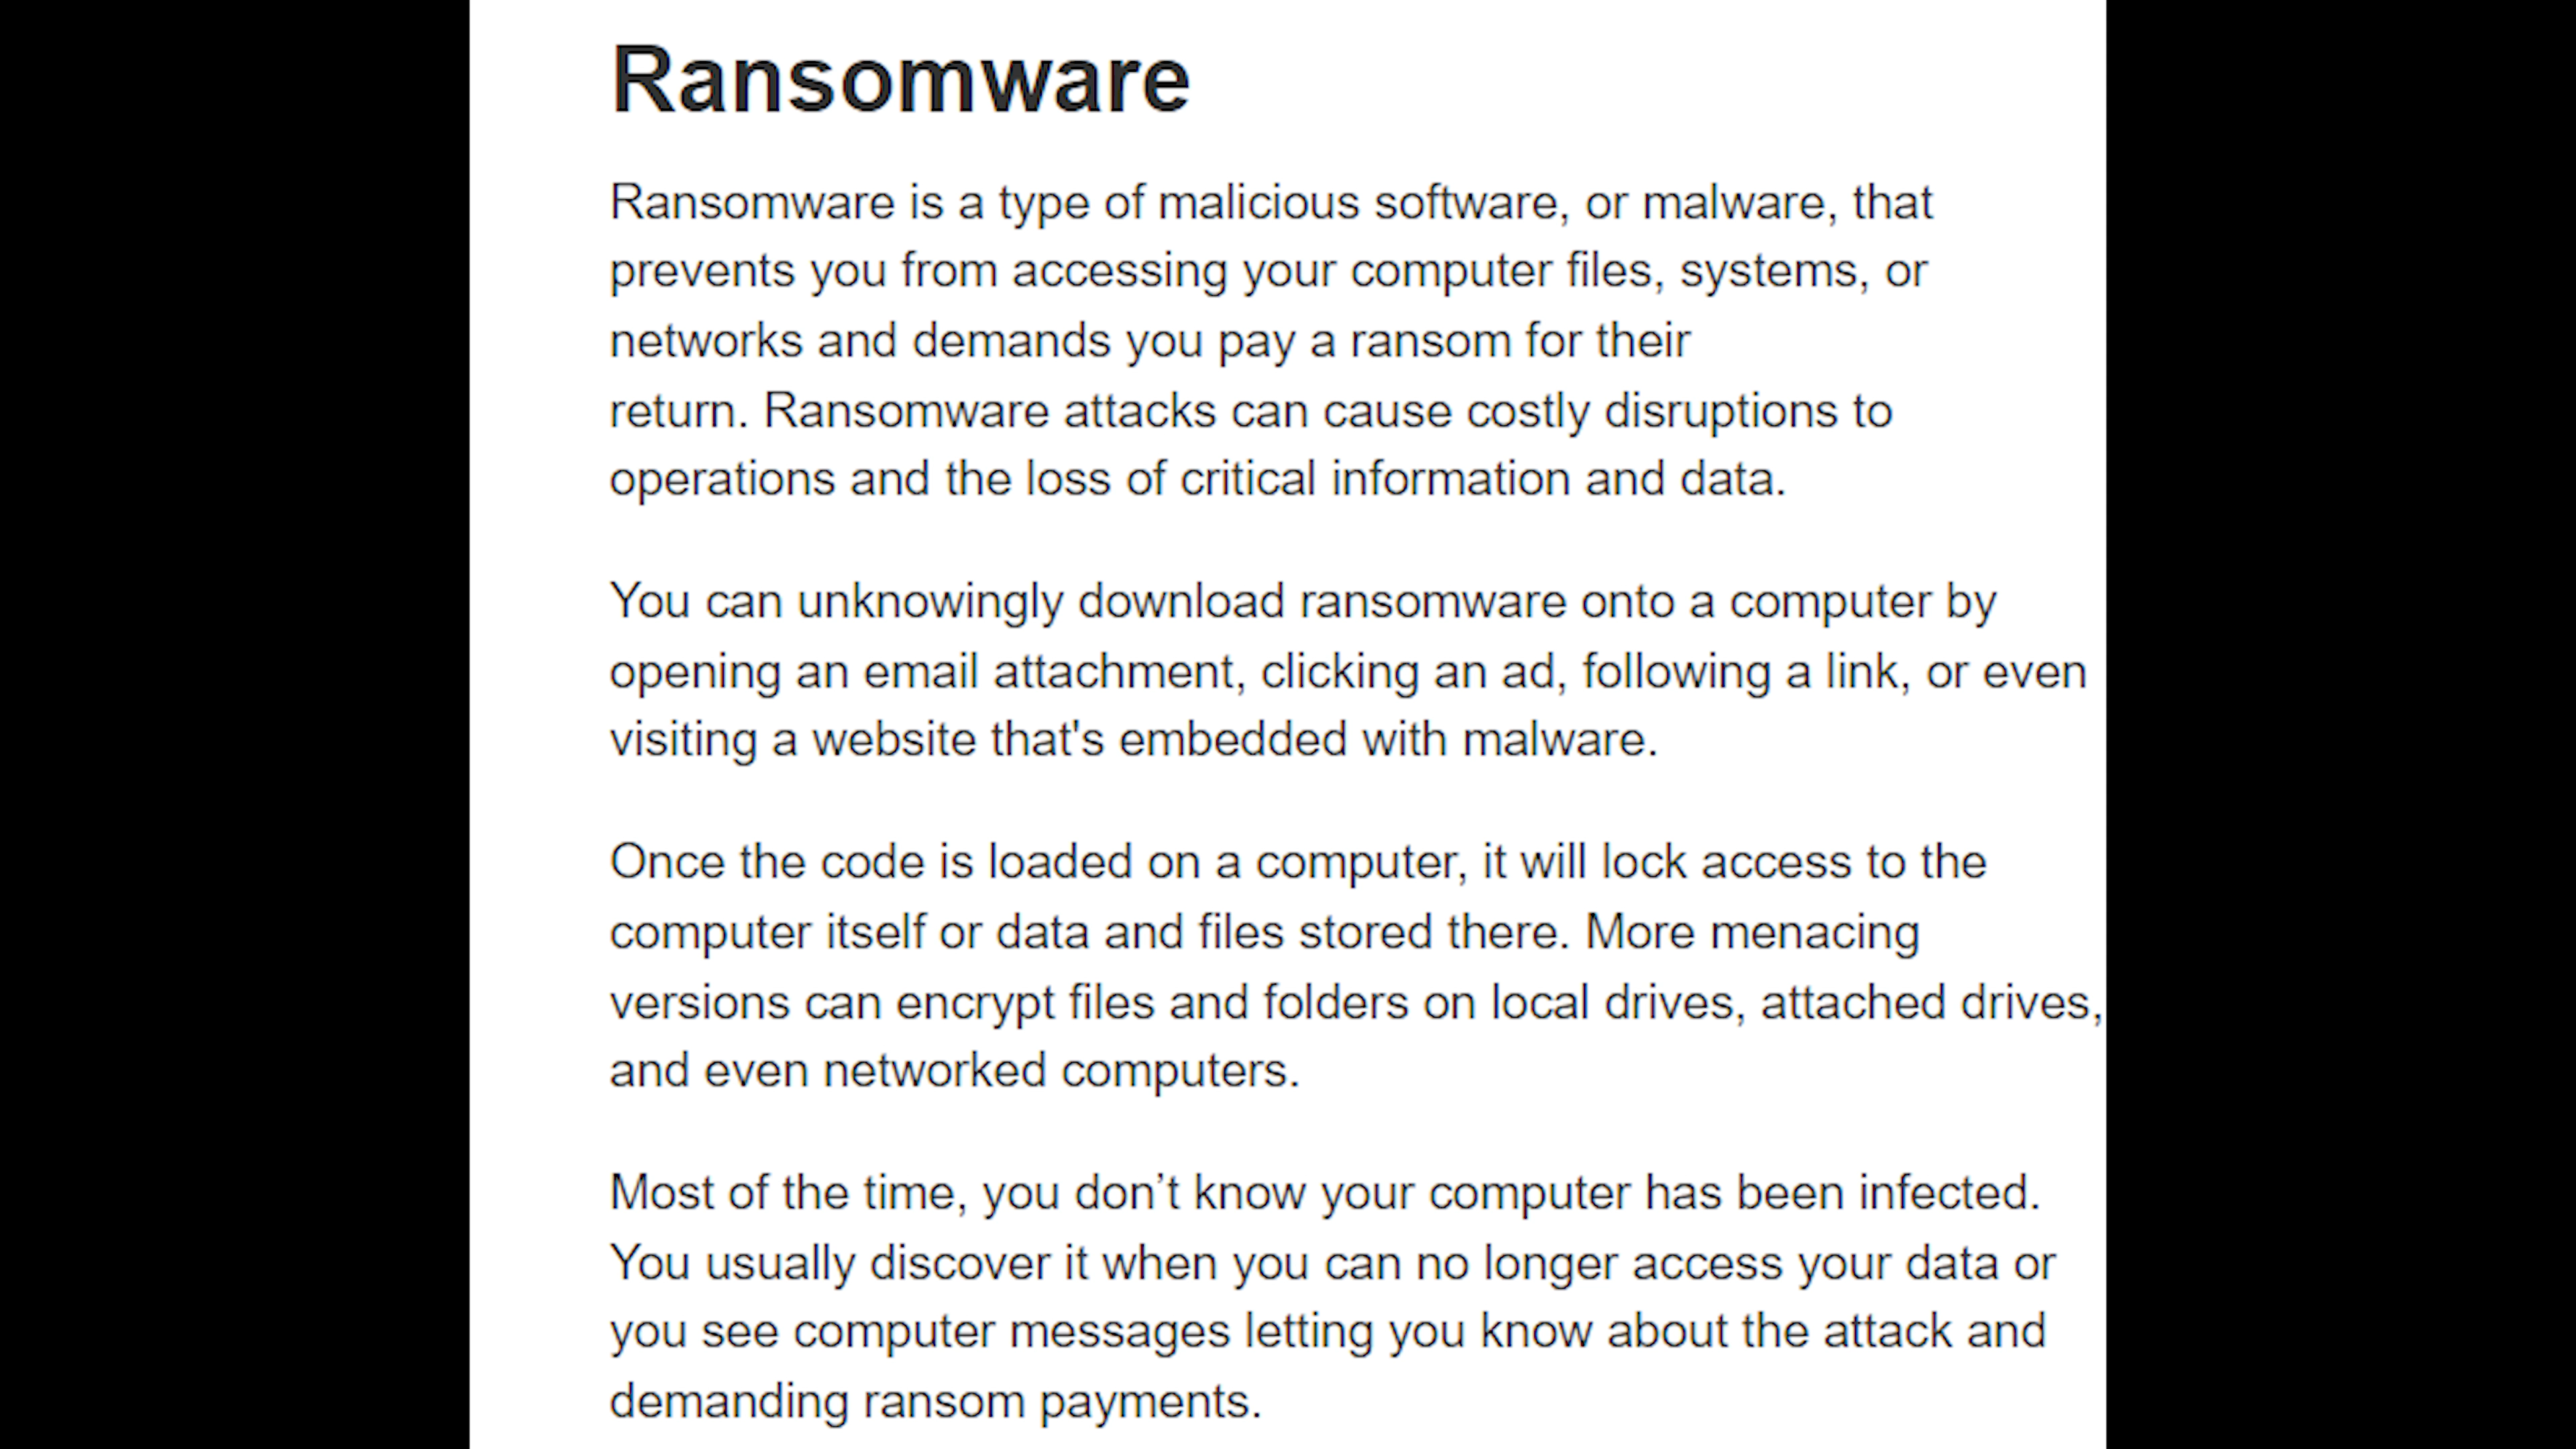 Ransomware
Ransomware is a type of malicious software, or malware, that
prevents you from accessing your computer files, systems, or
networks and demands you pay a ransom for their
return. Ransomware attacks can cause costly disruptions to
operations and the loss of critical information and data.
You can unknowingly download ransomware onto a computer by
opening an email attachment, clicking an ad, following a link, or even
visiting a website that's embedded with malware.
Once the code is loaded on a computer, it will lock access to the
computer itself or data and files stored there. More menacing
versions can encrypt files and folders on local drives, attached drives,
and even networked computers.
Most of the time, you don’t know your computer has been infected.
You usually discover it when you can no longer access your data or
you see computer messages letting you know about the attack and
demanding ransom payments.